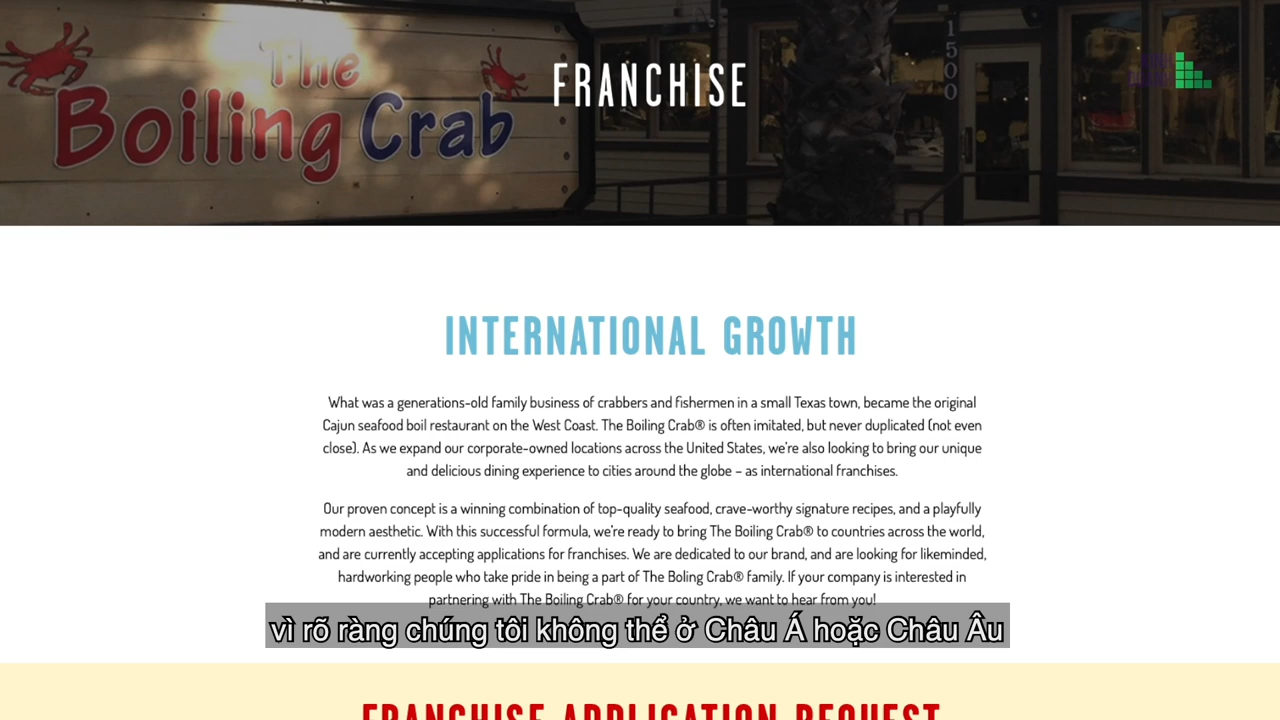 The
Boiling Crab
FRANCHISE
1500
INTERNATIONAL GROWTH
What was a generations-old family business of crabbers and fishermen in a small Texas town, became the original
Cajun seafood boil restaurant on the West Coast. The Boiling Crab® is often imitated, but never duplicated (not even
close). As we expand our corporate-owned locations across the United States, we're also looking to bring our unique
and delicious dining experience to cities around the globe – as international franchises.
Our proven concept is a winning combination of top-quality seafood, crave-worthy signature recipes, and a playfully
modern aesthetic. With this successful formula, we're ready to bring The Boiling Crab® to countries across the world,
and are currently accepting applications for franchises. We are dedicated to our brand, and are looking for likeminded,
hardworking people who take pride in being a part of The Boling Crab® family. If your company is interested in
partnering with The Boiling Crab® for your country, we want to hear from you!
vì rõ ràng chúng tôi không thể ở Châu Á hoặc Châu Âu
FRANCHISE APPLICATION REQUEST